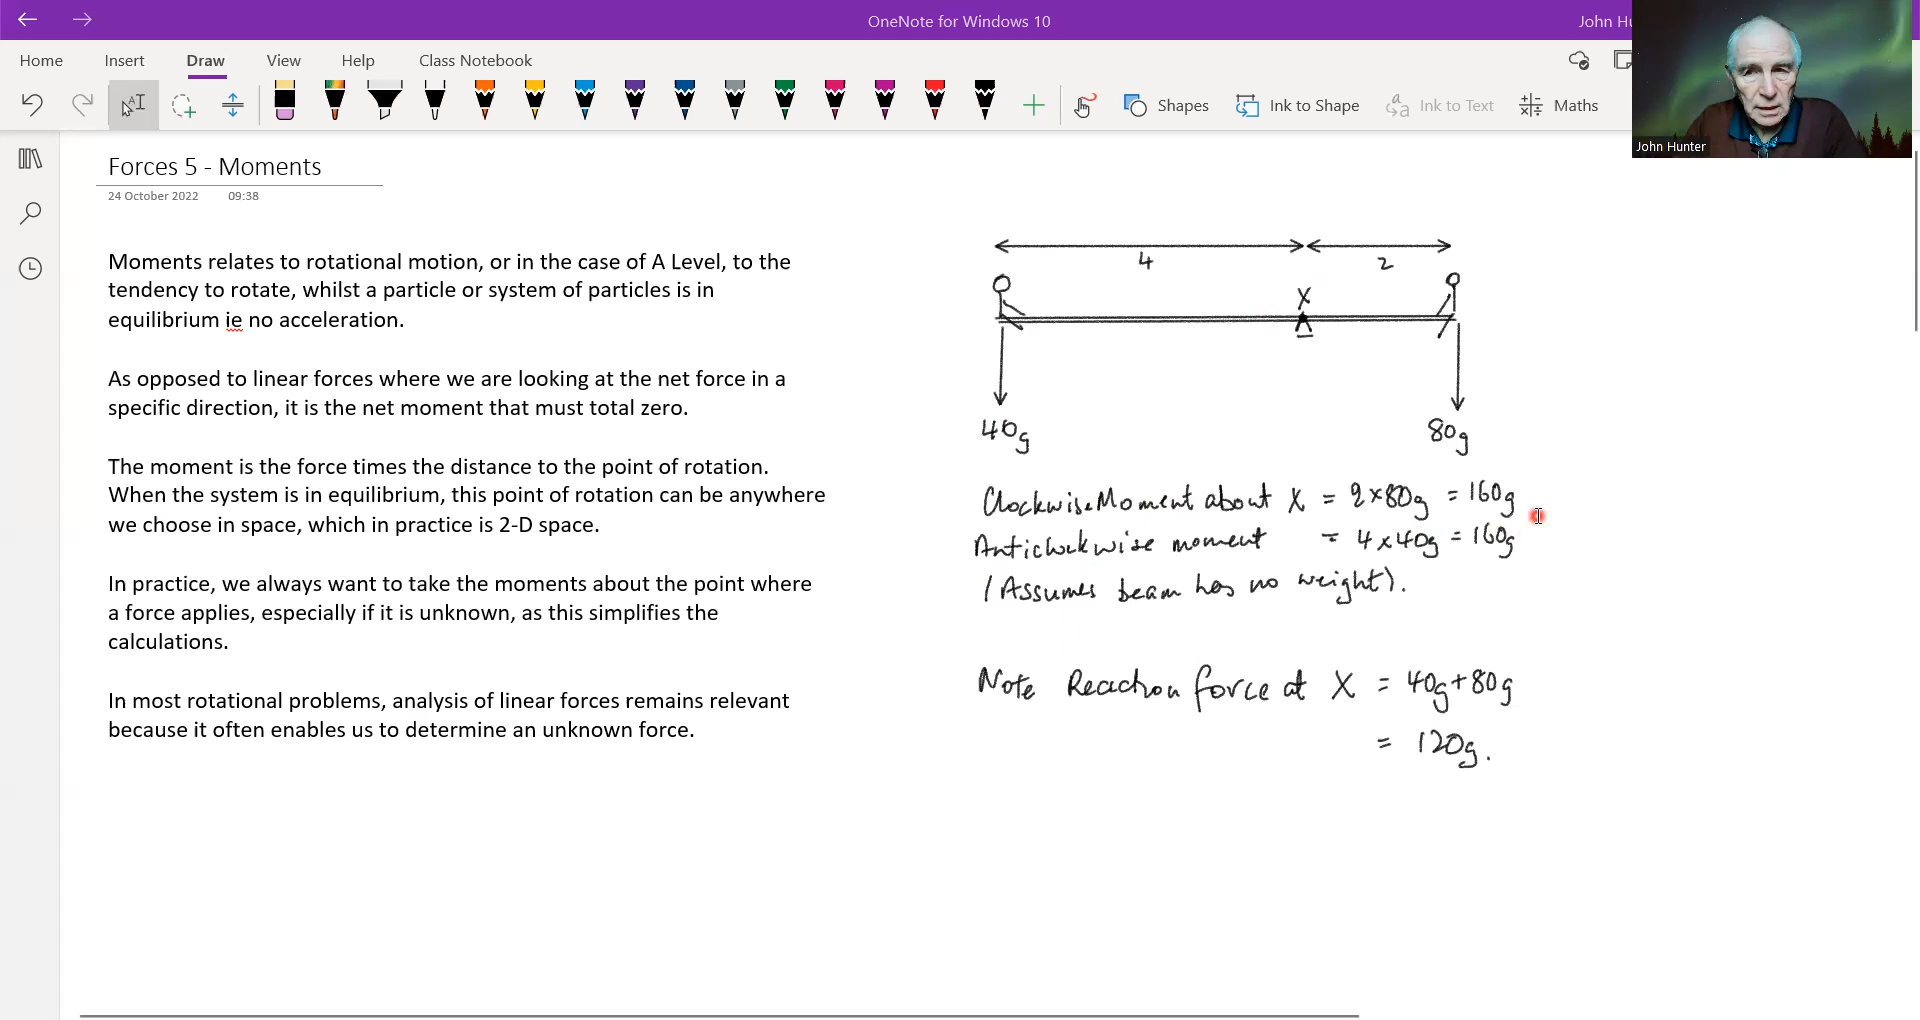 OneNote for Windows 10
John Hu
Home Insert Draw View Help Class Notebook
Shapes Ink to Shape Ink to Text Maths
John Hunter
Forces 5 - Moments
24 October 2022 09:38
Moments relates to rotational motion, or in the case of A Level, to the
tendency to rotate, whilst a particle or system of particles is in
equilibrium ie no acceleration.
As opposed to linear forces where we are looking at the net force in a
specific direction, it is the net moment that must total zero.
The moment is the force times the distance to the point of rotation.
When the system is in equilibrium, this point of rotation can be anywhere
we choose in space, which in practice is 2-D space.
In practice, we always want to take the moments about the point where
a force applies, especially if it is unknown, as this simplifies the
calculations.
In most rotational problems, analysis of linear forces remains relevant
because it often enables us to determine an unknown force.
4 2
X
40g 80g
Clockwise Moment about X = 2×80g = 160g
Anticlockwise moment = 4×40g = 160g
(Assumes beam has no weight).
Note Reaction force at X = 40g+80g
= 120g.